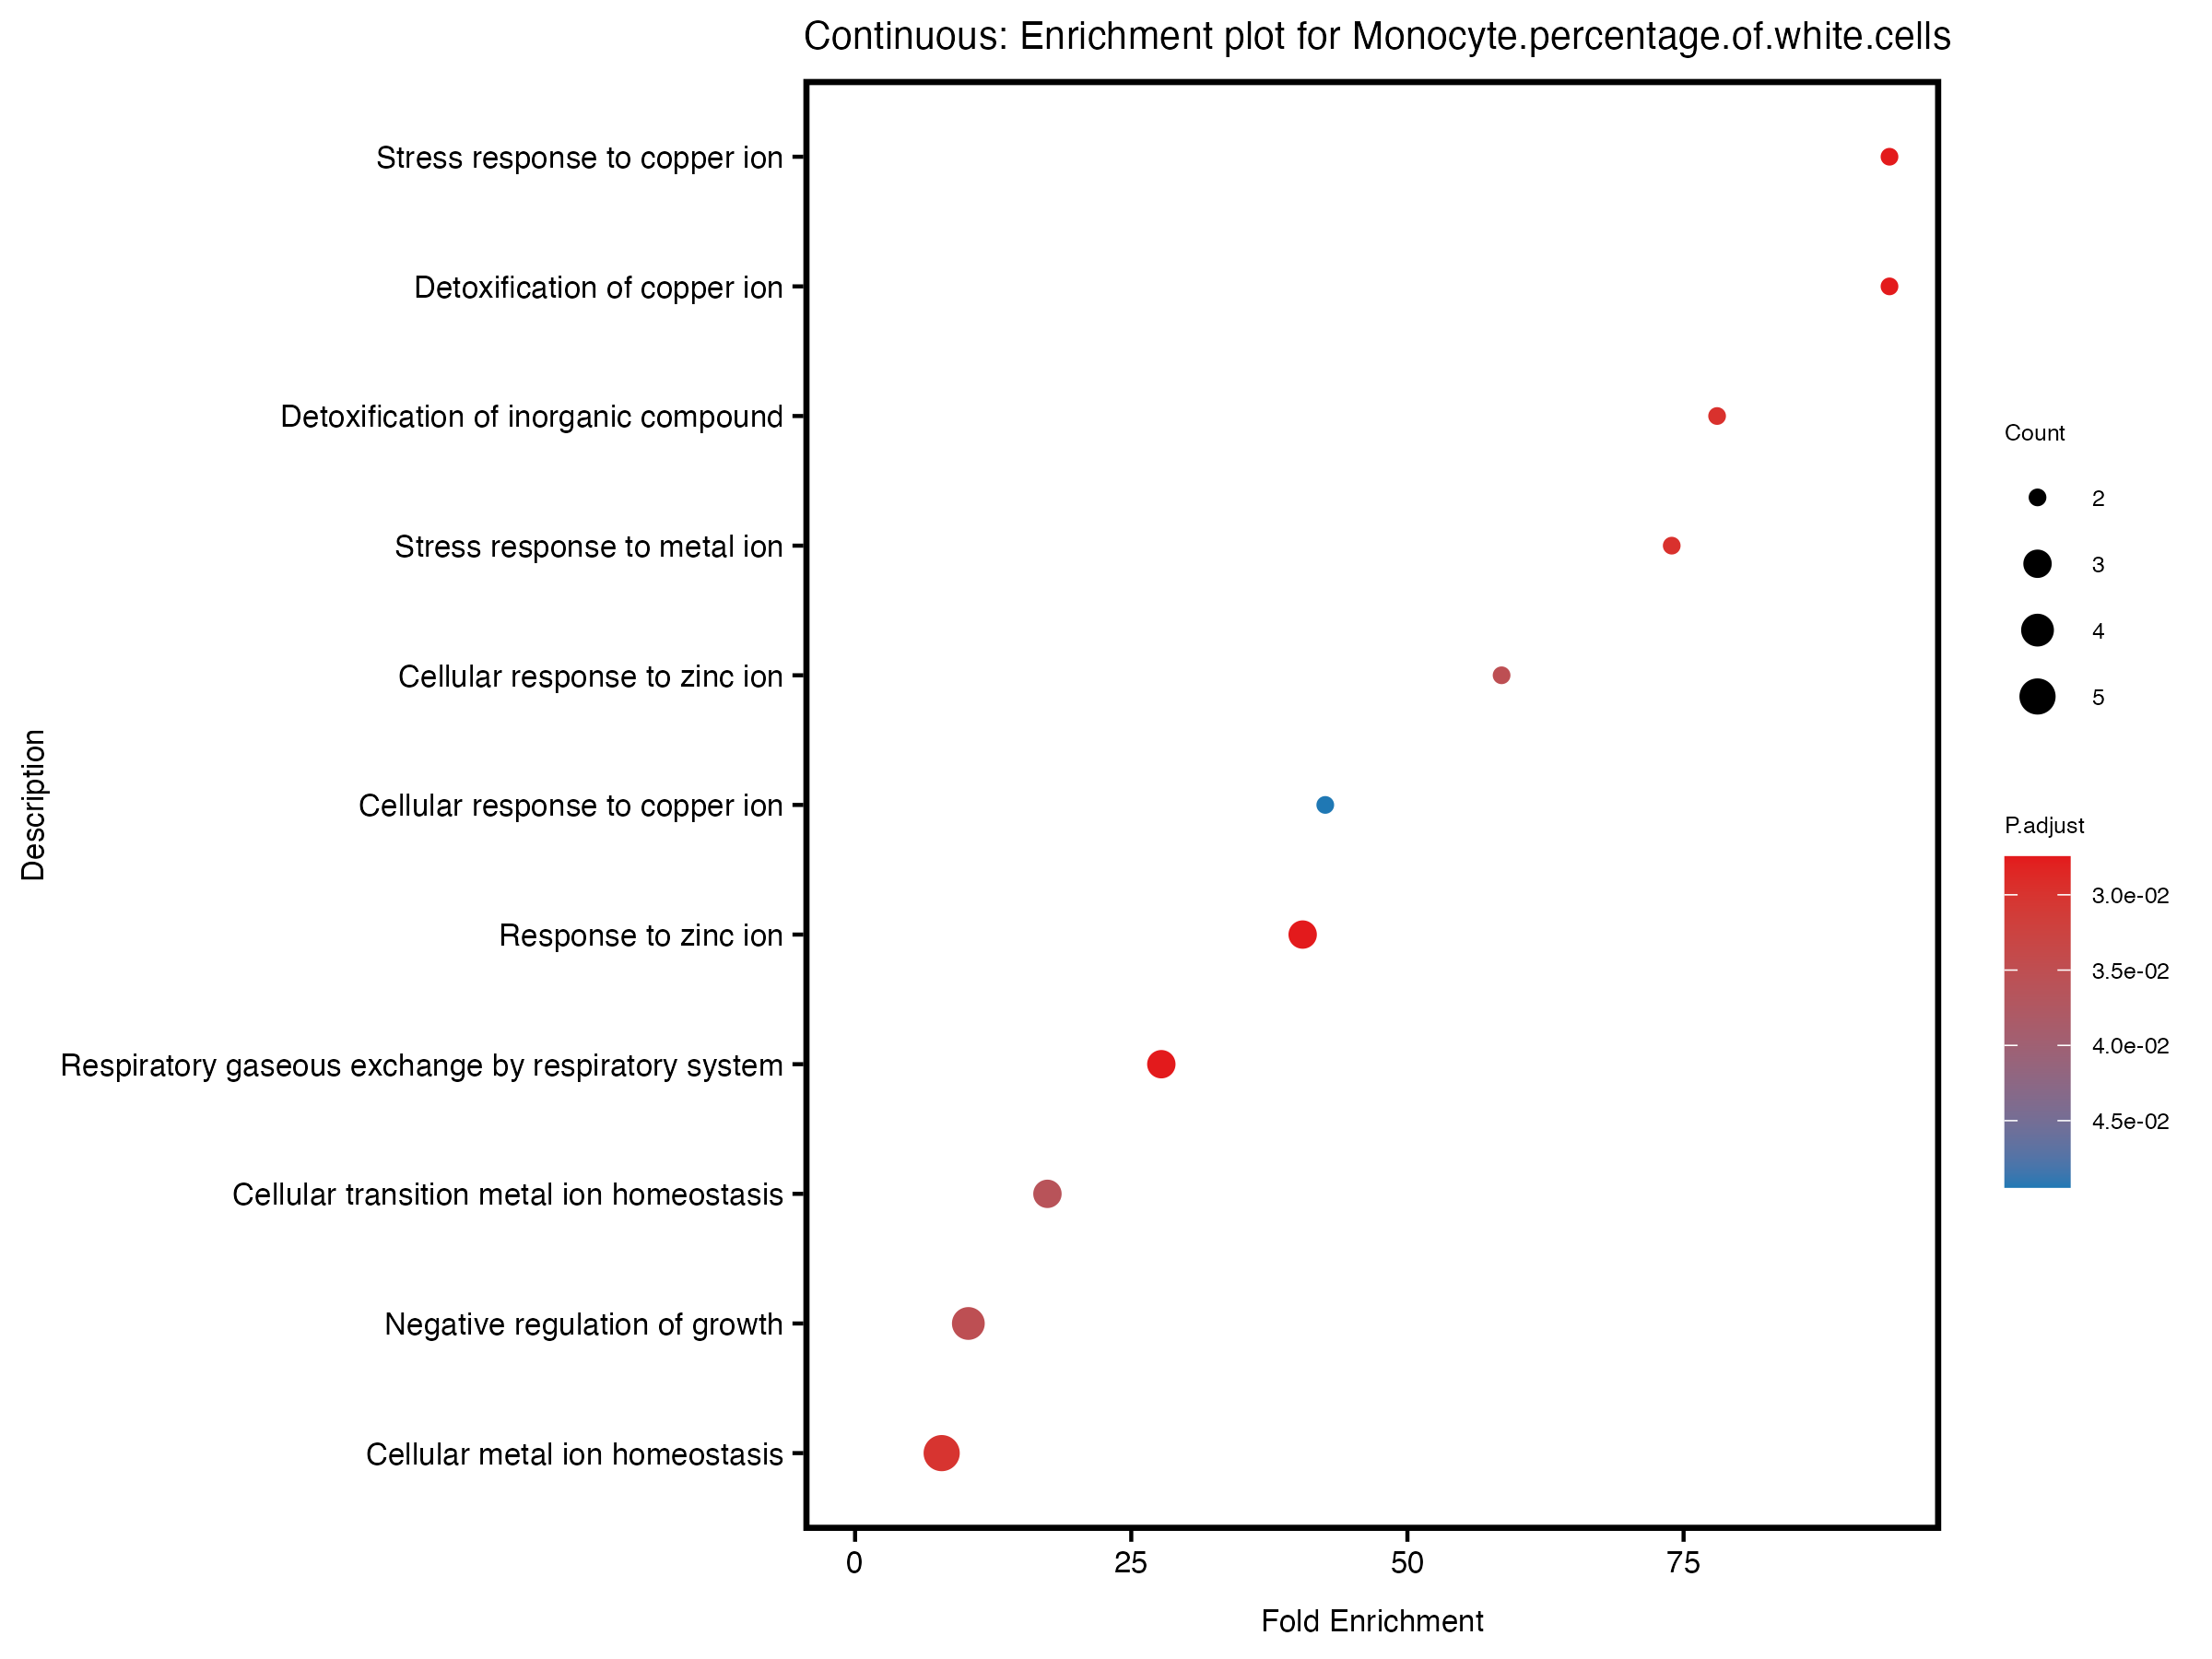 Continuous: Enrichment plot for Monocyte.percentage.of.white.cells
Description
Stress response to copper ion
Detoxification of copper ion
Detoxification of inorganic compound
Stress response to metal ion
Cellular response to zinc ion
Cellular response to copper ion
Response to zinc ion
Respiratory gaseous exchange by respiratory system
Cellular transition metal ion homeostasis
Negative regulation of growth
Cellular metal ion homeostasis
0
25
50
75
Fold Enrichment
Count
2
3
4
5
P.adjust
3.0e-02
3.5e-02
4.0e-02
4.5e-02